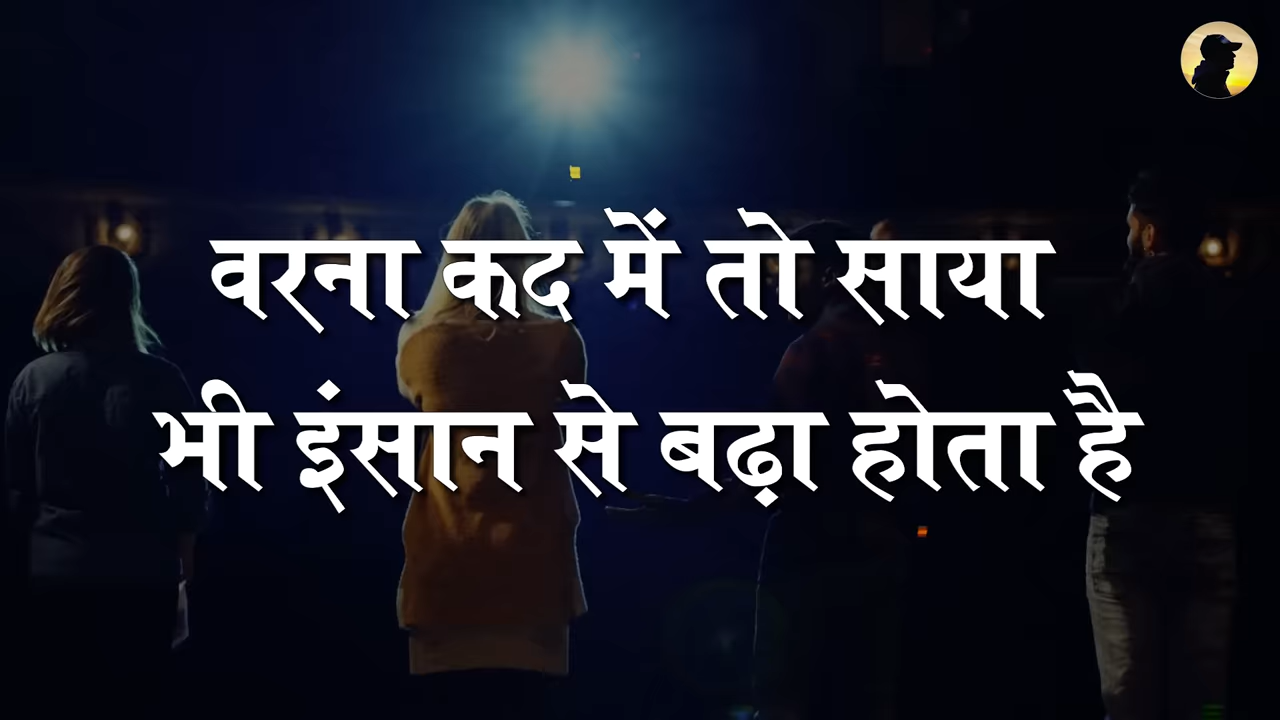 वरना कद में तो साया
भी इंसान से बढ़ा होता है